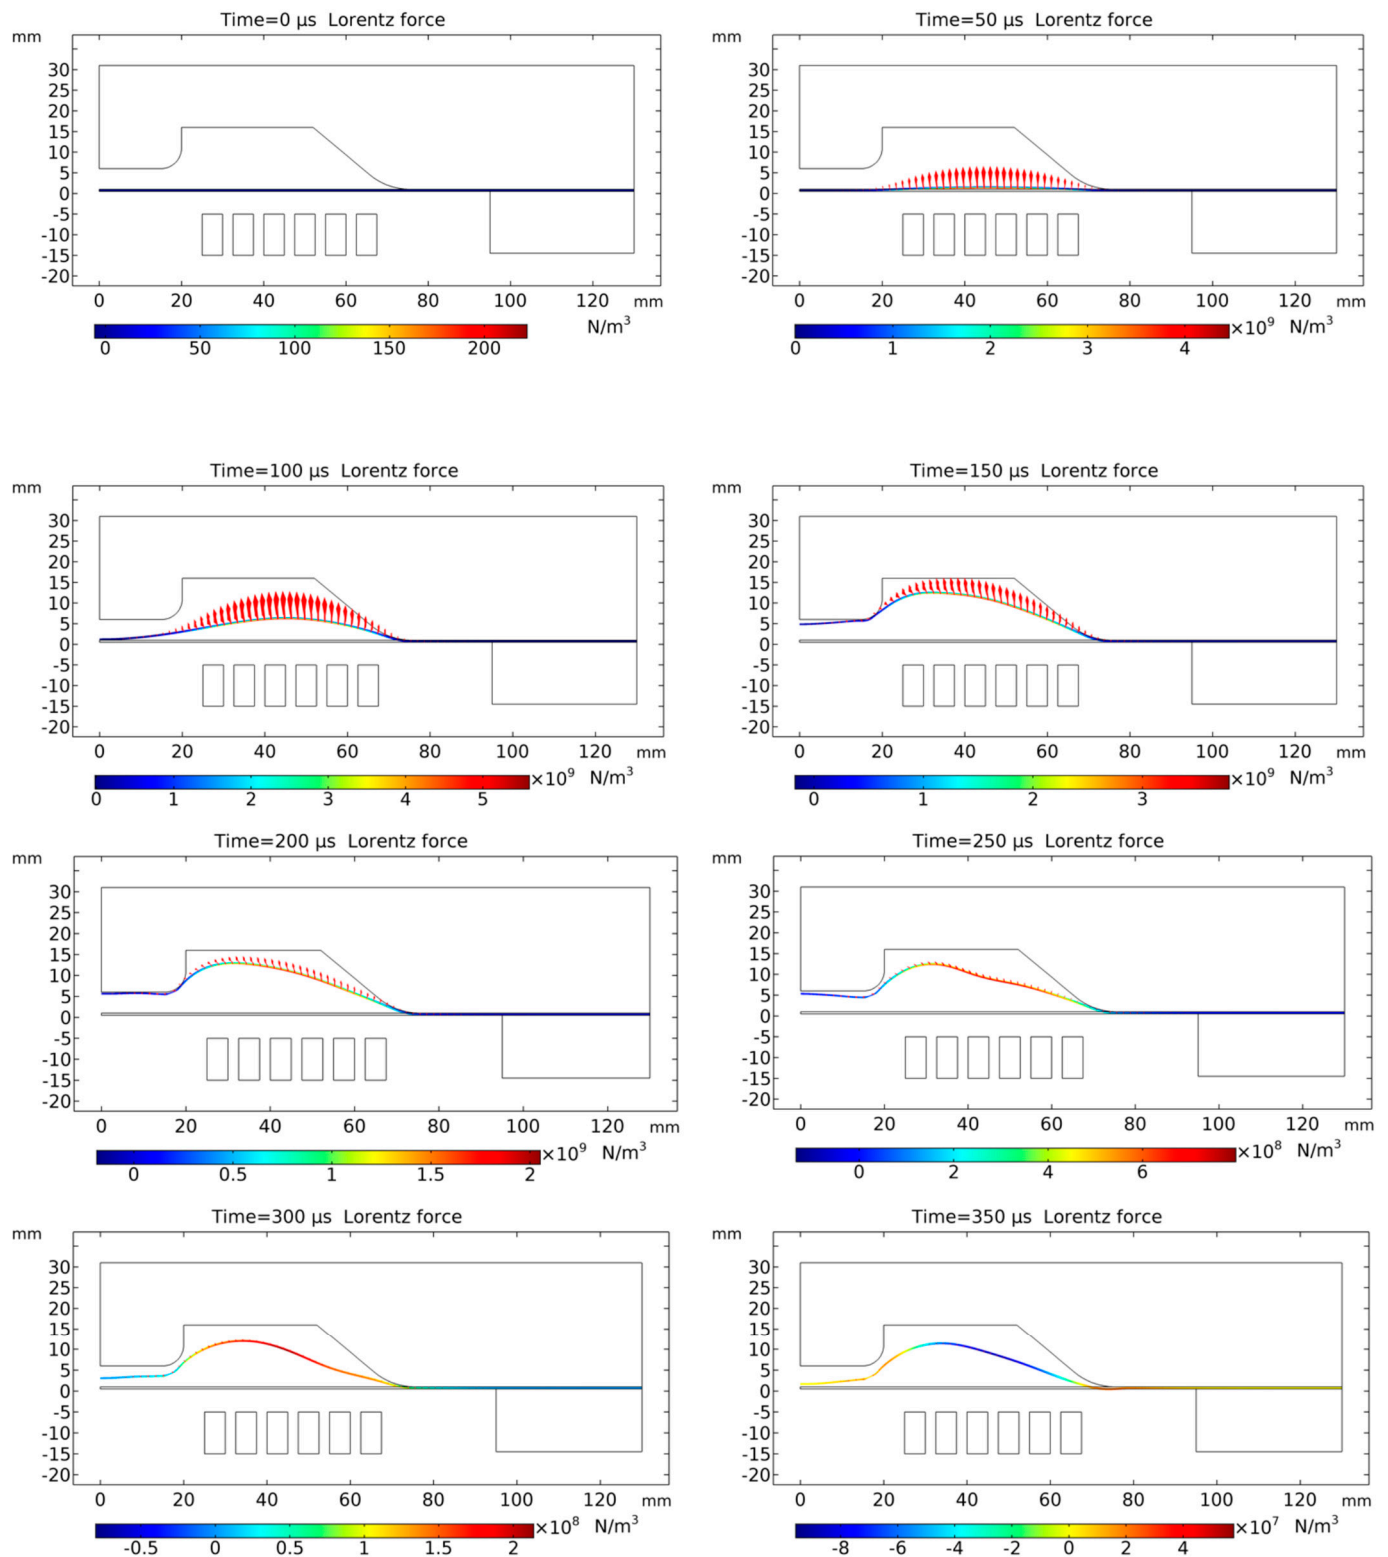 Time=0 µs  Lorentz force
mm
30
25
20
15
10
5
0
-5
-10
-15
-20
0 20 40 60 80 100 120 mm
N/m³
0 50 100 150 200
Time=50 µs  Lorentz force
mm
30
25
20
15
10
5
0
-5
-10
-15
-20
0 20 40 60 80 100 120 mm
×10⁹ N/m³
0 1 2 3 4
Time=100 µs  Lorentz force
mm
30
25
20
15
10
5
0
-5
-10
-15
-20
0 20 40 60 80 100 120 mm
×10⁹ N/m³
0 1 2 3 4 5
Time=150 µs  Lorentz force
mm
30
25
20
15
10
5
0
-5
-10
-15
-20
0 20 40 60 80 100 120 mm
×10⁹ N/m³
0 1 2 3
Time=200 µs  Lorentz force
mm
30
25
20
15
10
5
0
-5
-10
-15
-20
0 20 40 60 80 100 120 mm
×10⁹ N/m³
0 0.5 1 1.5 2
Time=250 µs  Lorentz force
mm
30
25
20
15
10
5
0
-5
-10
-15
-20
0 20 40 60 80 100 120 mm
×10⁸ N/m³
0 2 4 6
Time=300 µs  Lorentz force
mm
30
25
20
15
10
5
0
-5
-10
-15
-20
0 20 40 60 80 100 120 mm
×10⁸ N/m³
-0.5 0 0.5 1 1.5 2
Time=350 µs  Lorentz force
mm
30
25
20
15
10
5
0
-5
-10
-15
-20
0 20 40 60 80 100 120 mm
×10⁷ N/m³
-8 -6 -4 -2 0 2 4